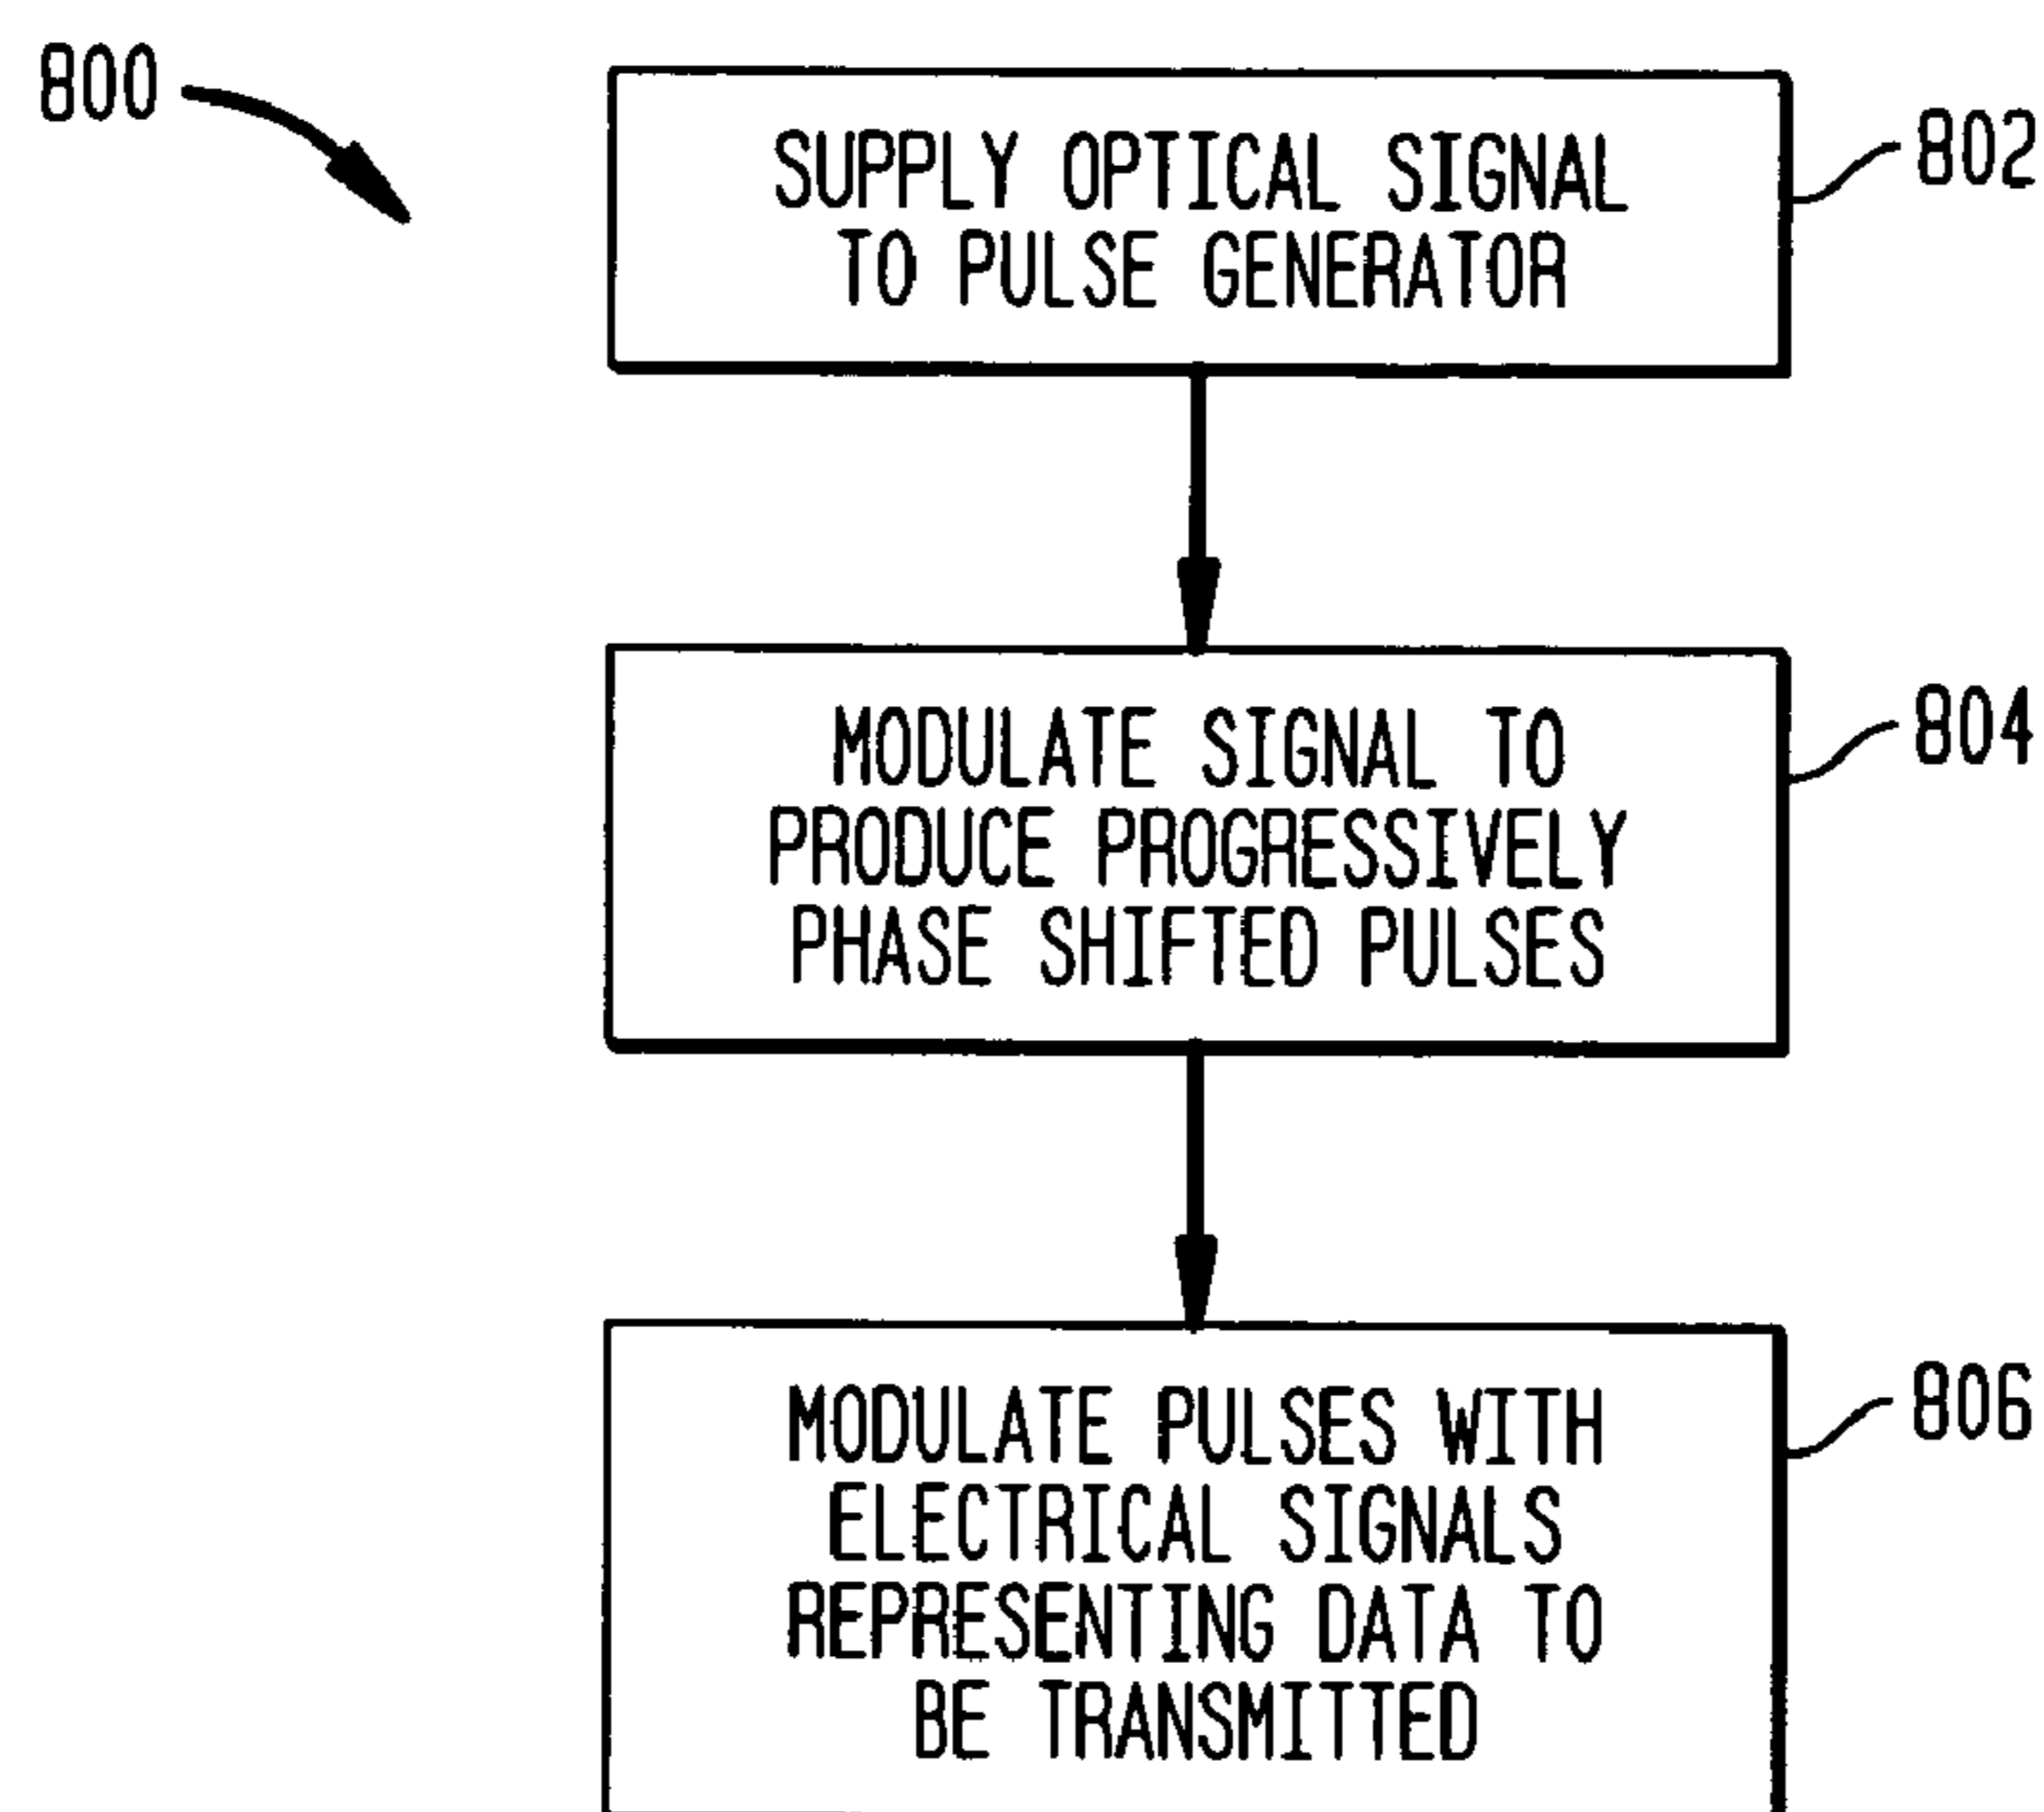 800
SUPPLY OPTICAL SIGNAL
TO PULSE GENERATOR
802
MODULATE SIGNAL TO
PRODUCE PROGRESSIVELY
PHASE SHIFTED PULSES
804
MODULATE PULSES WITH
ELECTRICAL SIGNALS
REPRESENTING DATA TO
BE TRANSMITTED
806